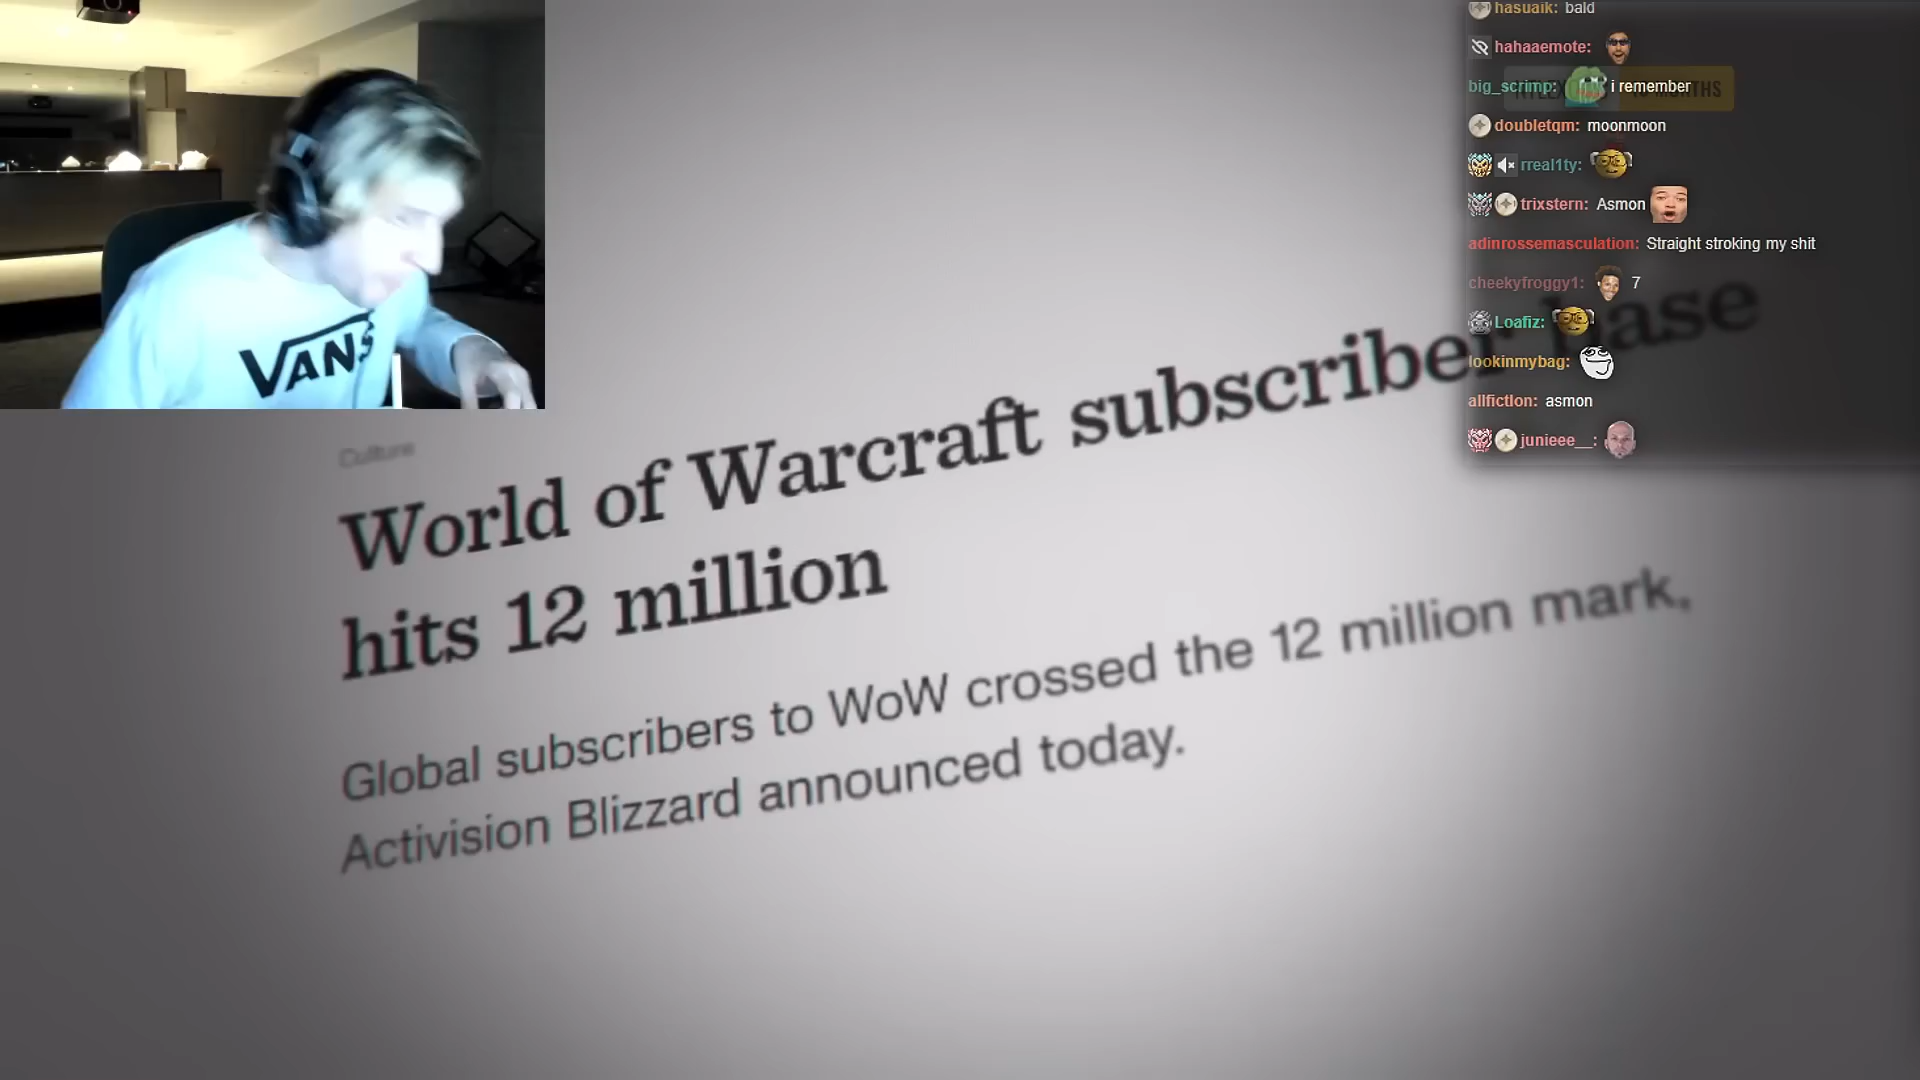 VANS
hasuaik: bald
hahaaemote:
big_scrimp: i remember
doubletqm: moonmoon
rreal1ty:
trixstern: Asmon
adinrossemasculation: Straight stroking my shit
cheekyfroggy1: 7
Loafiz:
lookinmybag:
allfiction: asmon
junieee__:
Culture
World of Warcraft subscriber base
hits 12 million
Global subscribers to WoW crossed the 12 million mark,
Activision Blizzard announced today.